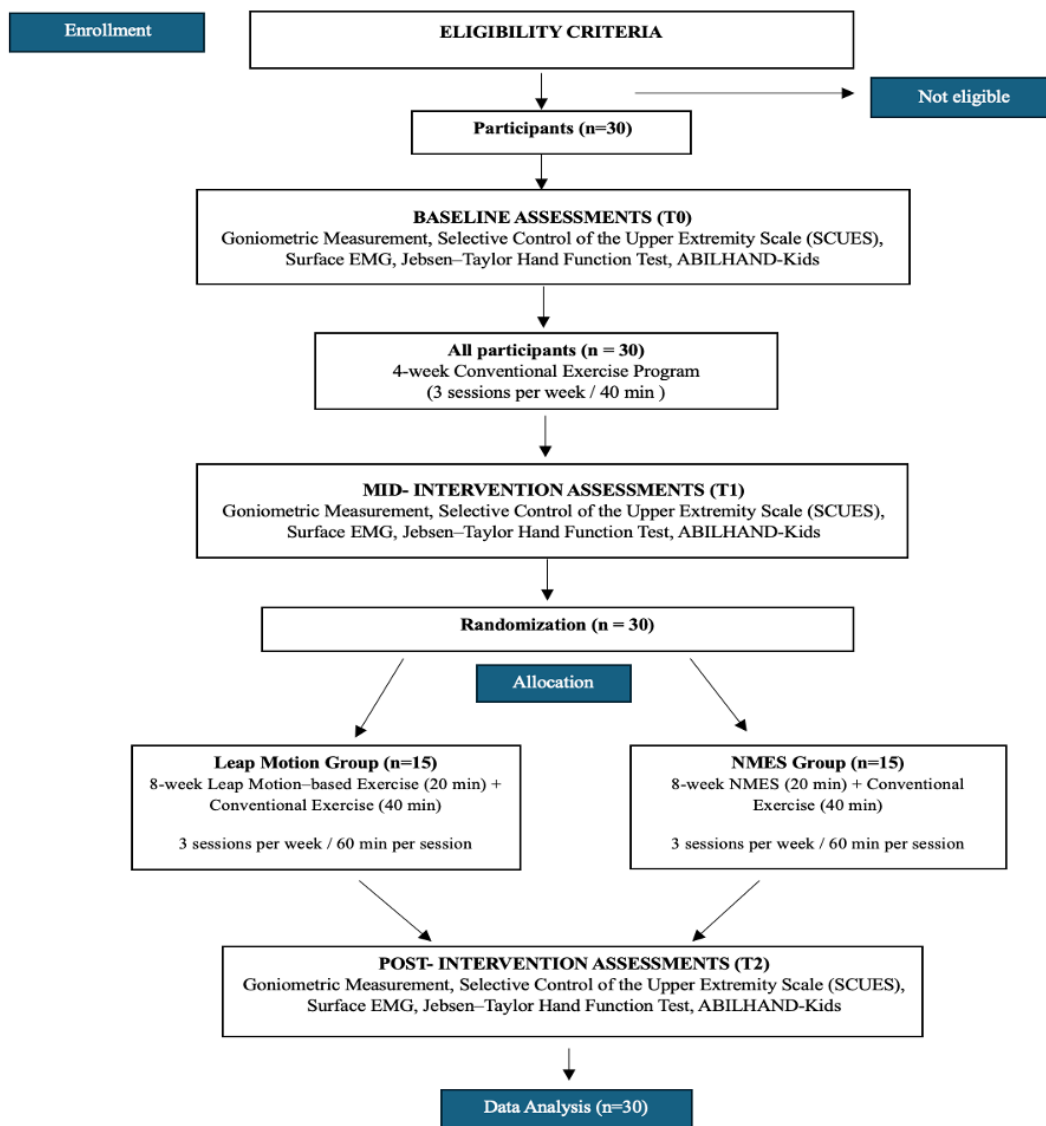 Enrollment
ELIGIBILITY CRITERIA
Not eligible
Participants (n=30)
BASELINE ASSESSMENTS (T0)
Goniometric Measurement, Selective Control of the Upper Extremity Scale (SCUES),
Surface EMG, Jebsen–Taylor Hand Function Test, ABILHAND-Kids
All participants (n = 30)
4-week Conventional Exercise Program
(3 sessions per week / 40 min )
MID- INTERVENTION ASSESSMENTS (T1)
Goniometric Measurement, Selective Control of the Upper Extremity Scale (SCUES),
Surface EMG, Jebsen–Taylor Hand Function Test, ABILHAND-Kids
Randomization (n = 30)
Allocation
Leap Motion Group (n=15)
8-week Leap Motion–based Exercise (20 min) +
Conventional Exercise (40 min)
3 sessions per week / 60 min per session
NMES Group (n=15)
8-week NMES (20 min) + Conventional
Exercise (40 min)
3 sessions per week / 60 min per session
POST- INTERVENTION ASSESSMENTS (T2)
Goniometric Measurement, Selective Control of the Upper Extremity Scale (SCUES),
Surface EMG, Jebsen–Taylor Hand Function Test, ABILHAND-Kids
Data Analysis (n=30)